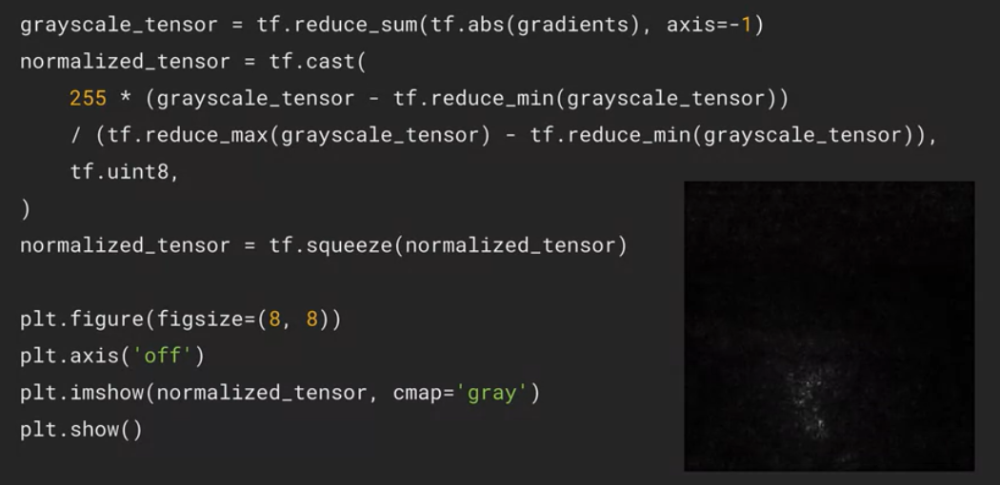 grayscale_tensor = tf.reduce_sum(tf.abs(gradients), axis=-1)
normalized_tensor = tf.cast(
    255 * (grayscale_tensor - tf.reduce_min(grayscale_tensor))
    / (tf.reduce_max(grayscale_tensor) - tf.reduce_min(grayscale_tensor)),
    tf.uint8,
)
normalized_tensor = tf.squeeze(normalized_tensor)

plt.figure(figsize=(8, 8))
plt.axis('off')
plt.imshow(normalized_tensor, cmap='gray')
plt.show()